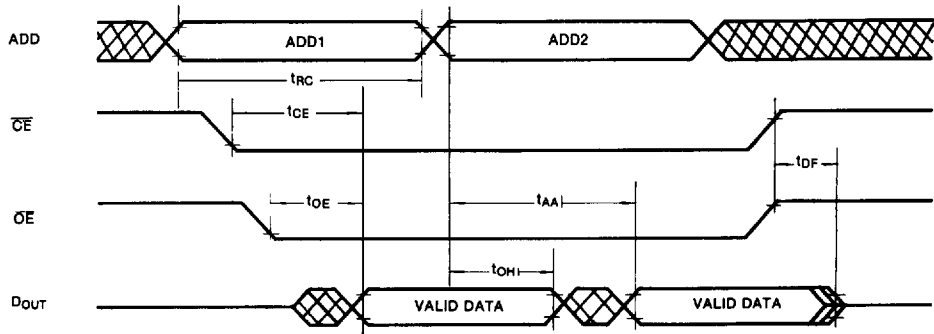 ADD
ADD1
ADD2
tRC
CE
tCE
tDF
OE
tOE
tAA
tOH
DOUT
VALID DATA
VALID DATA